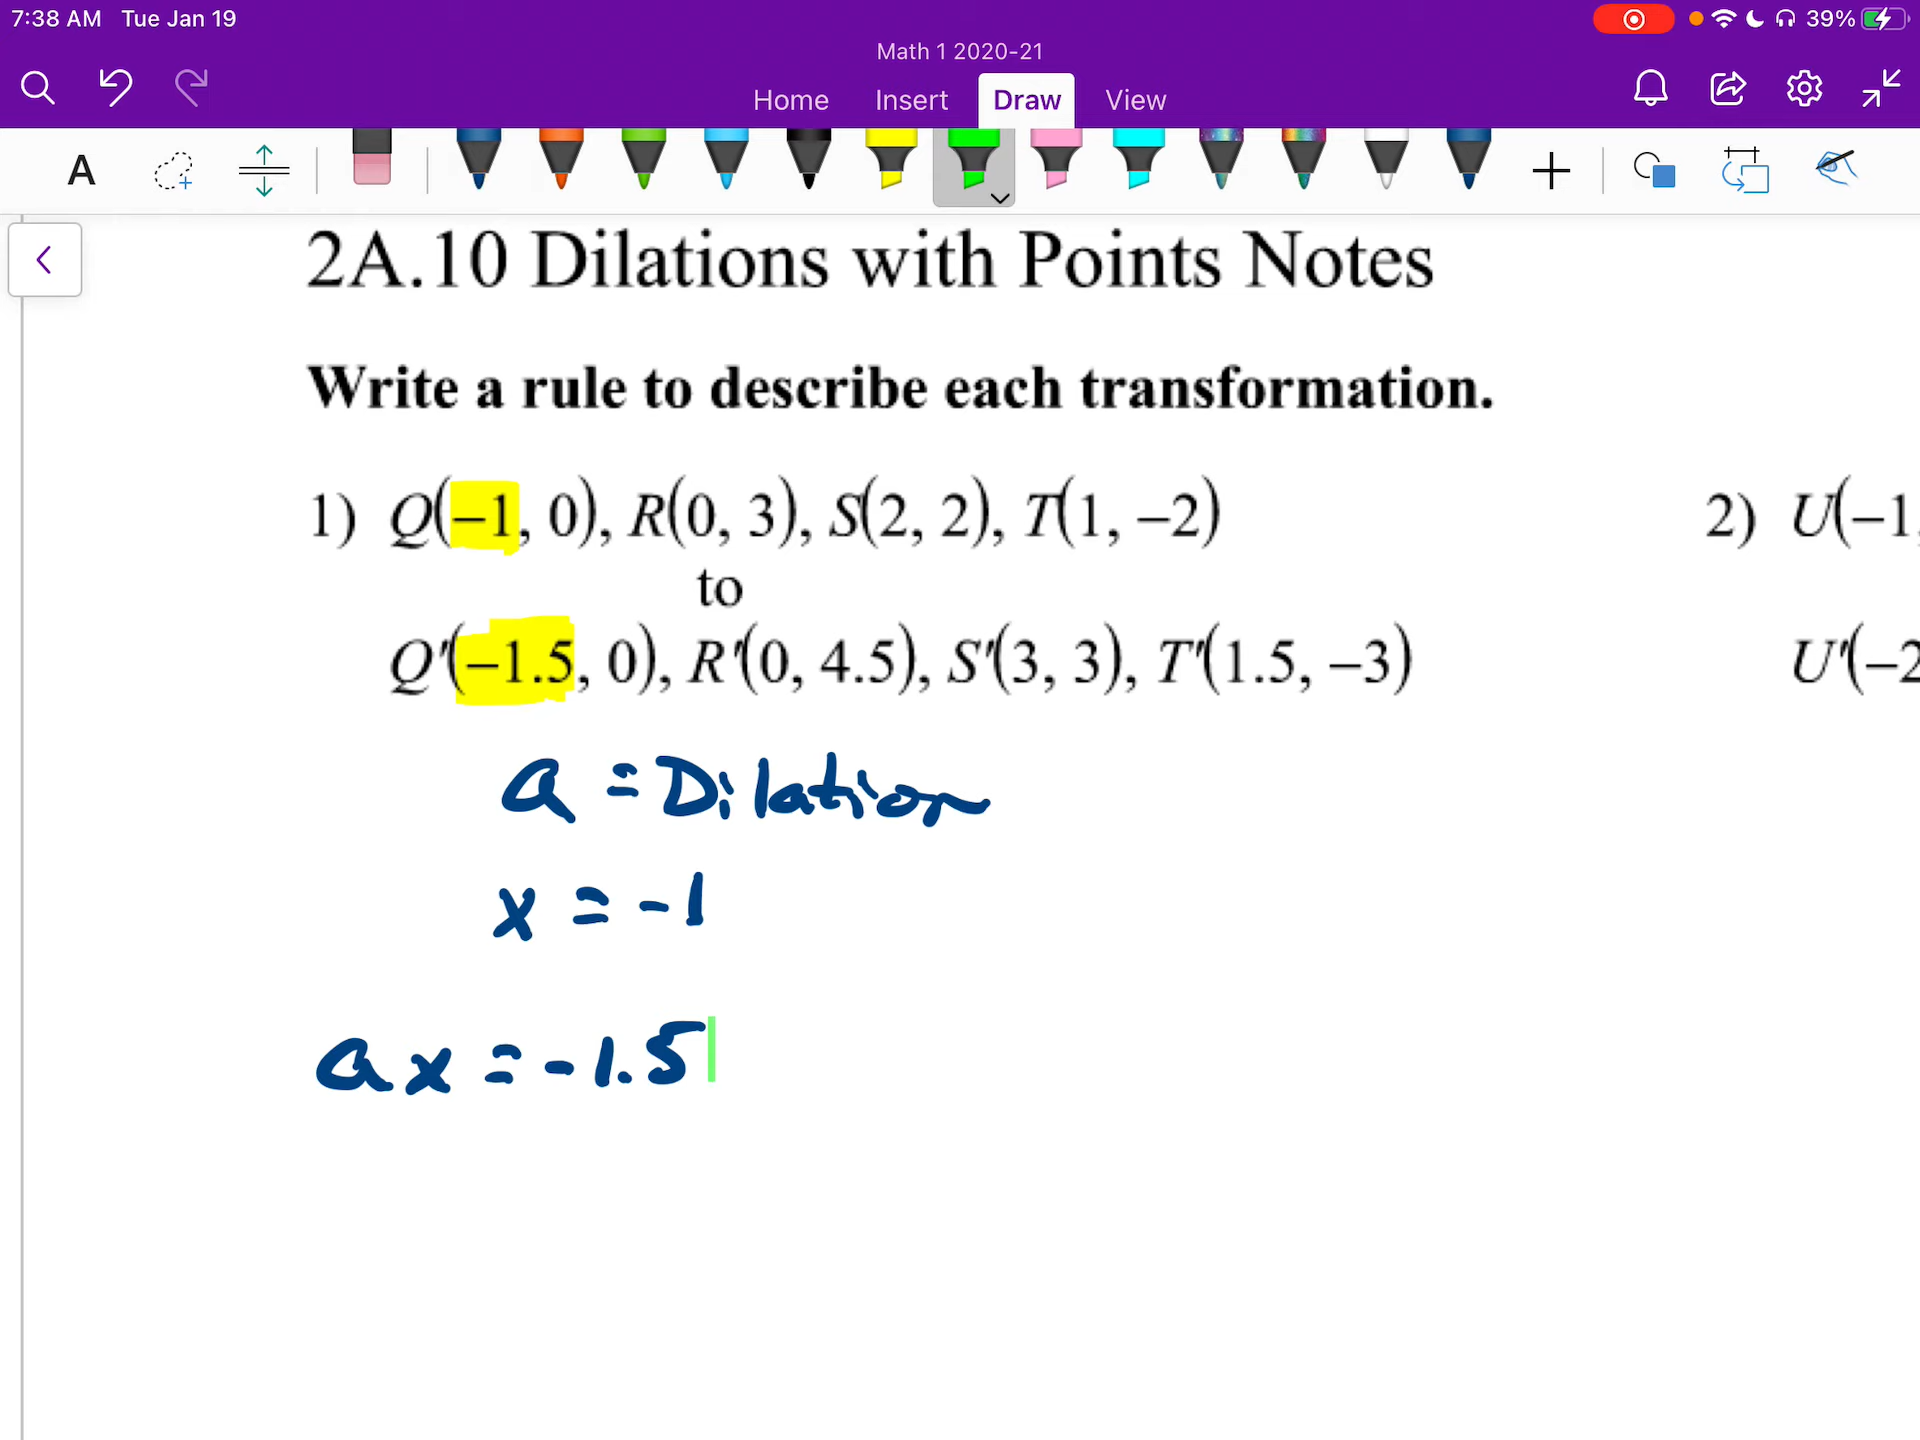 7:38 AM Tue Jan 19 39%
Math 1 2020-21
Home Insert Draw View
A
2A.10 Dilations with Points Notes
Write a rule to describe each transformation.
1) Q(–1, 0), R(0, 3), S(2, 2), T(1, –2)
to
Q'(–1.5, 0), R'(0, 4.5), S'(3, 3), T'(1.5, –3)
2) U(–1,
U'(–2
a = Dilation
x = -1
ax = -1.5